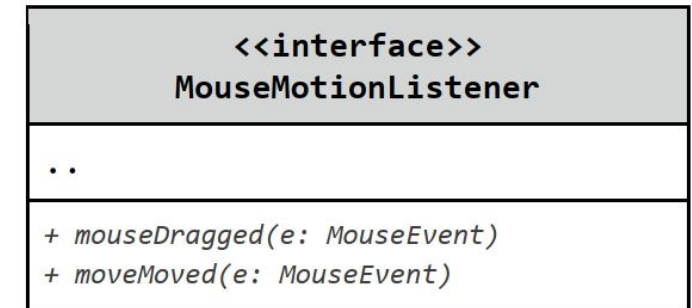 <<interface>>
MouseMotionListener
..
+ mouseDragged(e: MouseEvent)
+ moveMoved(e: MouseEvent)